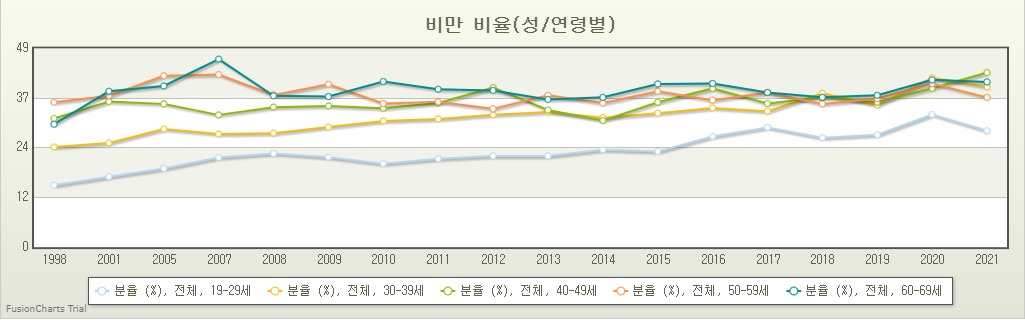 비만 비율(성/연령별)
49
37
24
12
0
1998 2001 2005 2007 2008 2009 2010 2011 2012 2013 2014 2015 2016 2017 2018 2019 2020 2021
분율 (%), 전체, 19-29세 분율 (%), 전체, 30-39세 분율 (%), 전체, 40-49세 분율 (%), 전체, 50-59세 분율 (%), 전체, 60-69세
FusionCharts Trial